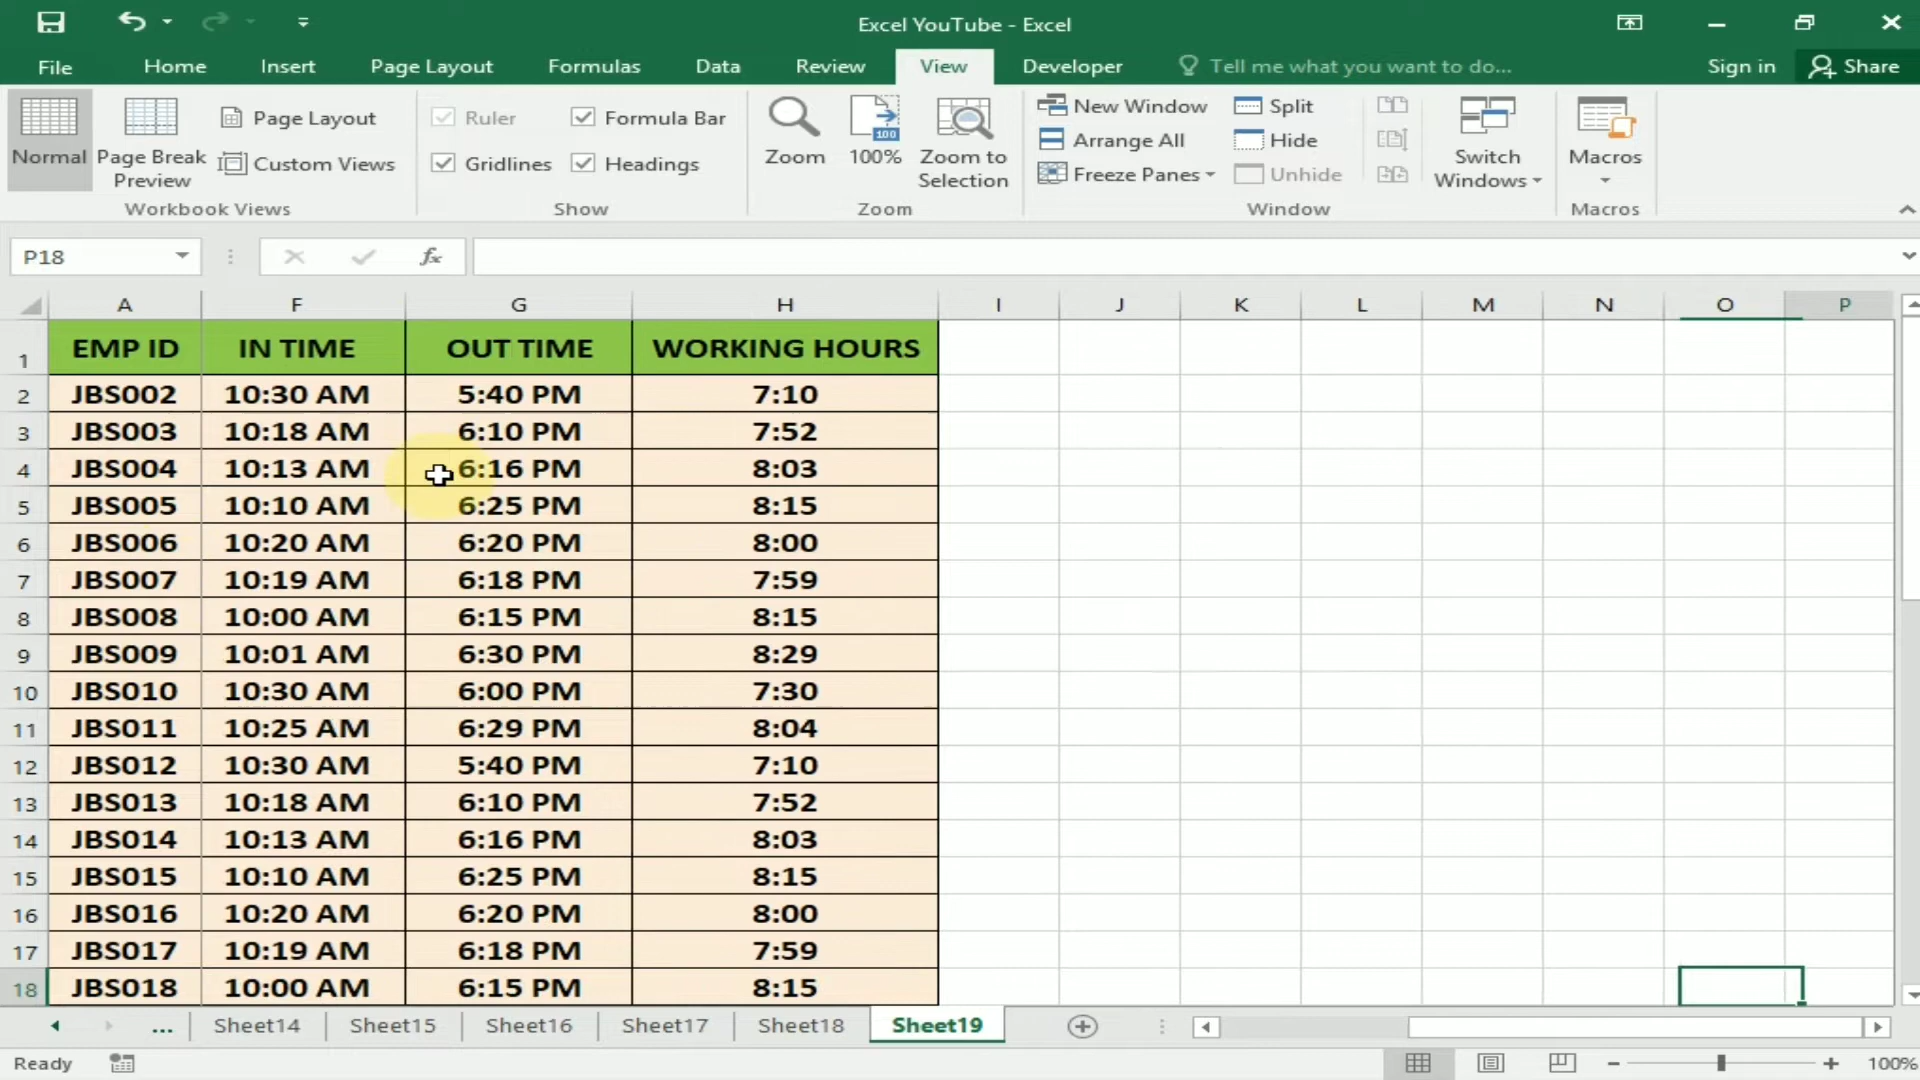 Excel YouTube - Excel
File Home Insert Page Layout Formulas Data Review View Developer Tell me what you want to do... Sign in Share
Normal
Page Break Preview
Page Layout
Custom Views
Workbook Views
Ruler
Formula Bar
Gridlines
Headings
Show
Zoom
100
100%
Zoom to Selection
Zoom
New Window
Arrange All
Freeze Panes
Split
Hide
Unhide
Switch Windows
Window
Macros
Macros
P18
fx
A F G H I J K L M N O P
1 EMP ID IN TIME OUT TIME WORKING HOURS
2 JBS002 10:30 AM 5:40 PM 7:10
3 JBS003 10:18 AM 6:10 PM 7:52
4 JBS004 10:13 AM 6:16 PM 8:03
5 JBS005 10:10 AM 6:25 PM 8:15
6 JBS006 10:20 AM 6:20 PM 8:00
7 JBS007 10:19 AM 6:18 PM 7:59
8 JBS008 10:00 AM 6:15 PM 8:15
9 JBS009 10:01 AM 6:30 PM 8:29
10 JBS010 10:30 AM 6:00 PM 7:30
11 JBS011 10:25 AM 6:29 PM 8:04
12 JBS012 10:30 AM 5:40 PM 7:10
13 JBS013 10:18 AM 6:10 PM 7:52
14 JBS014 10:13 AM 6:16 PM 8:03
15 JBS015 10:10 AM 6:25 PM 8:15
16 JBS016 10:20 AM 6:20 PM 8:00
17 JBS017 10:19 AM 6:18 PM 7:59
18 JBS018 10:00 AM 6:15 PM 8:15
... Sheet14 Sheet15 Sheet16 Sheet17 Sheet18 Sheet19
Ready 100%